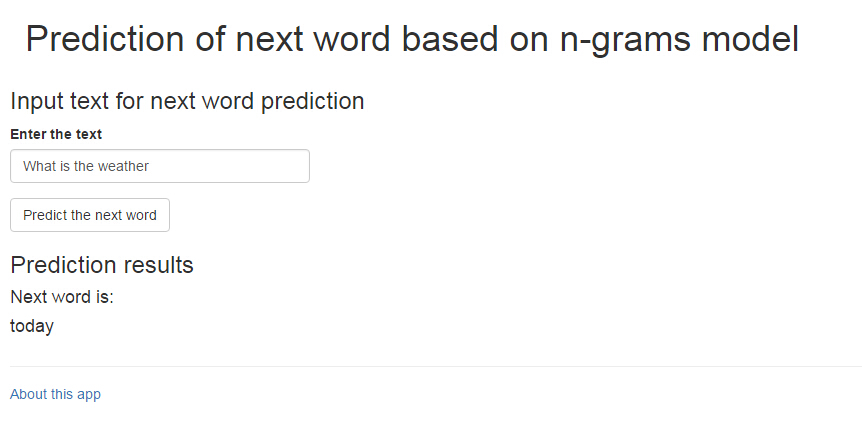 Prediction of next word based on n-grams model
Input text for next word prediction
Enter the text
What is the weather
Predict the next word
Prediction results
Next word is:
today
About this app